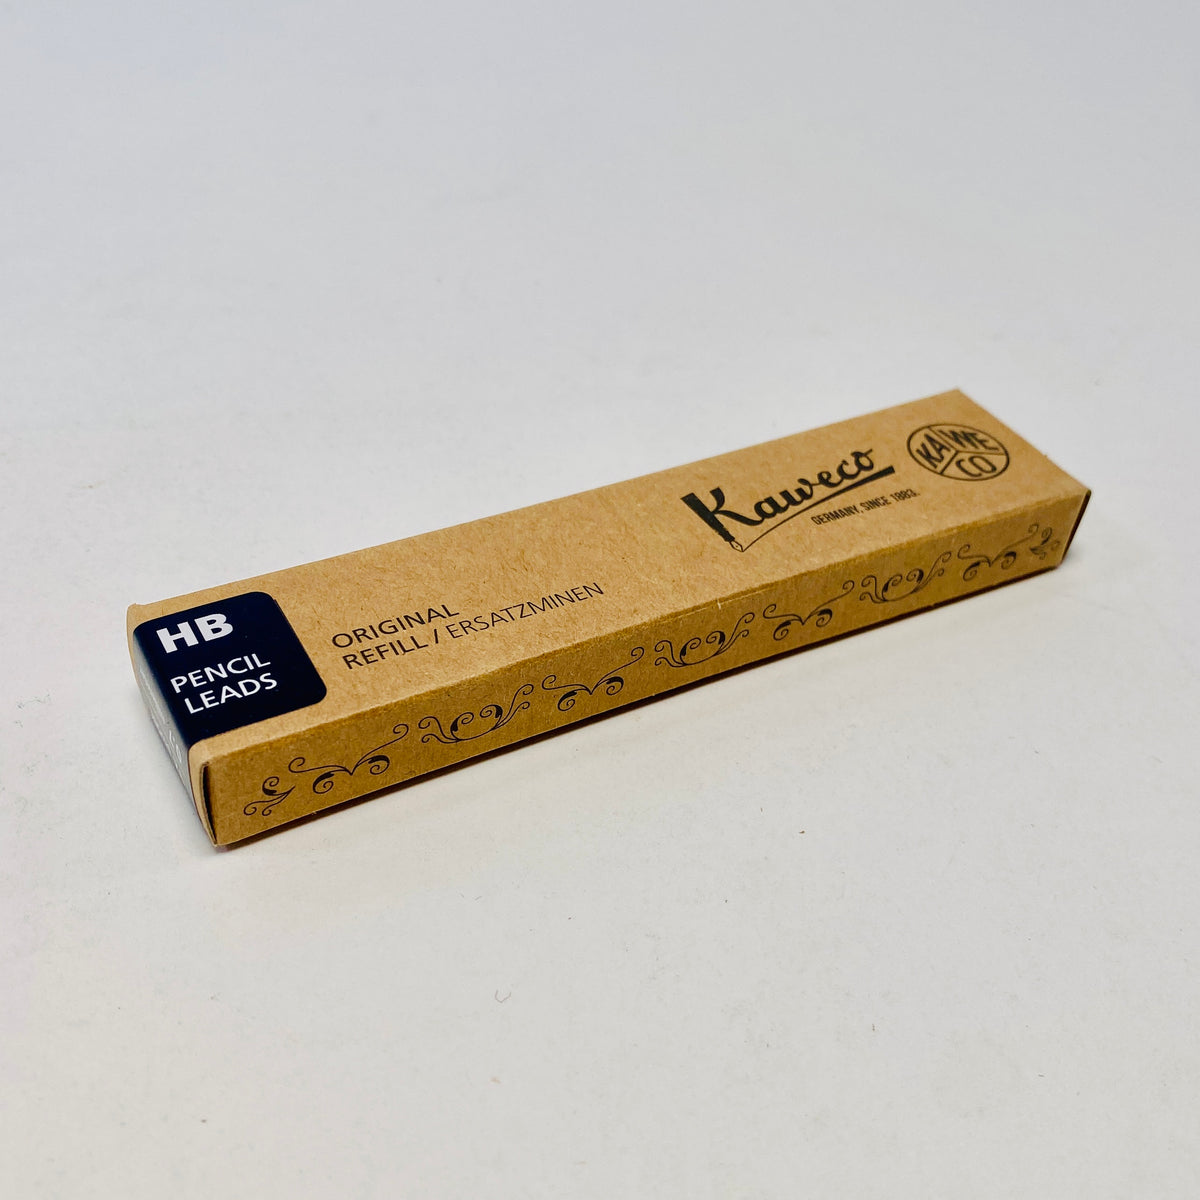 HB
PENCIL
LEADS
ORIGINAL
REFILL / ERSATZMINEN
Kaweco
GERMANY, SINCE 1883.
KA WE
CO